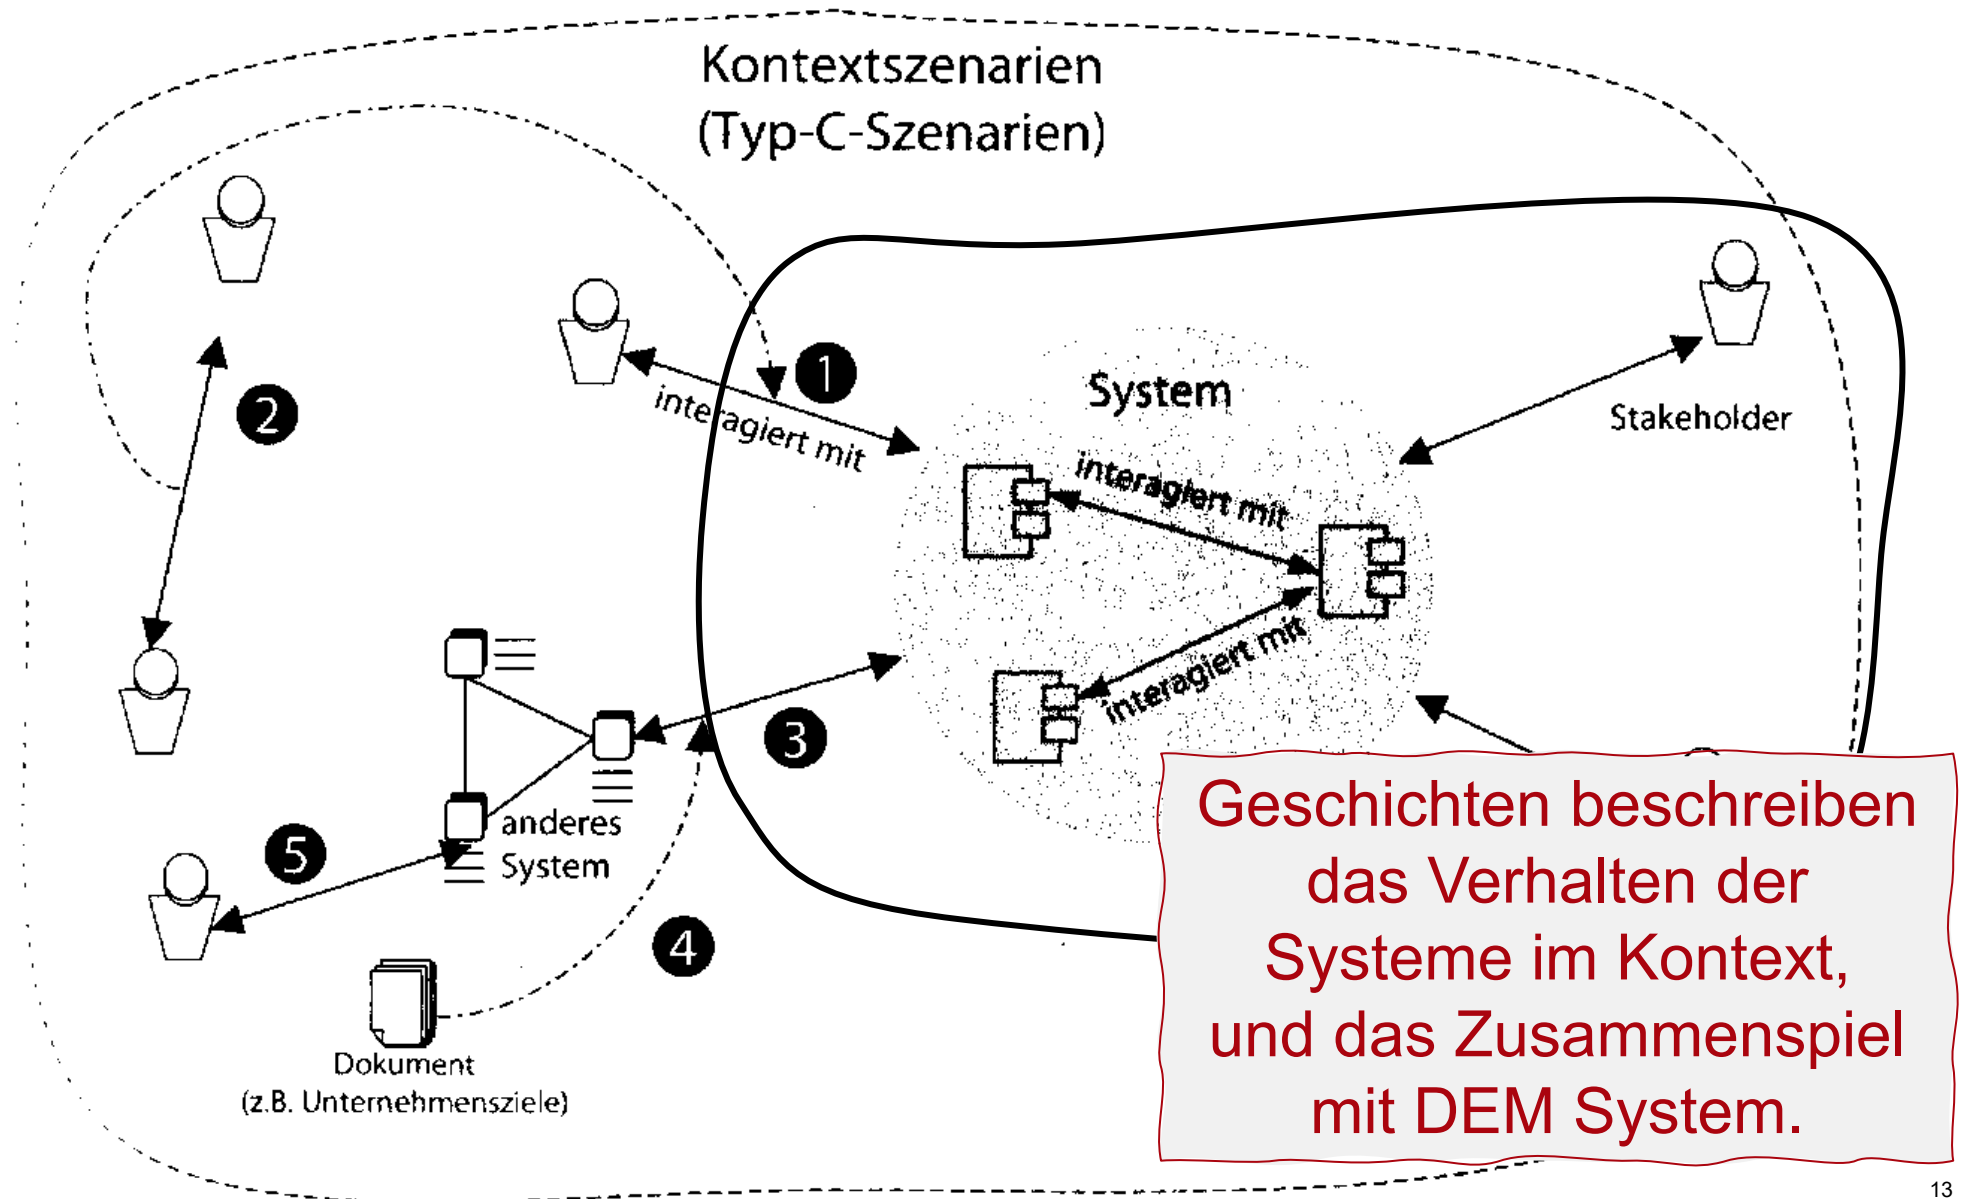 Kontextszenarien
(Typ-C-Szenarien)
1
System
2
interagiert mit
Stakeholder
interagiert mit
interagiert mit
3
anderes
System
5
4
Dokument
(z.B. Unternehmensziele)
Geschichten beschreiben
das Verhalten der
Systeme im Kontext,
und das Zusammenspiel
mit DEM System.
13